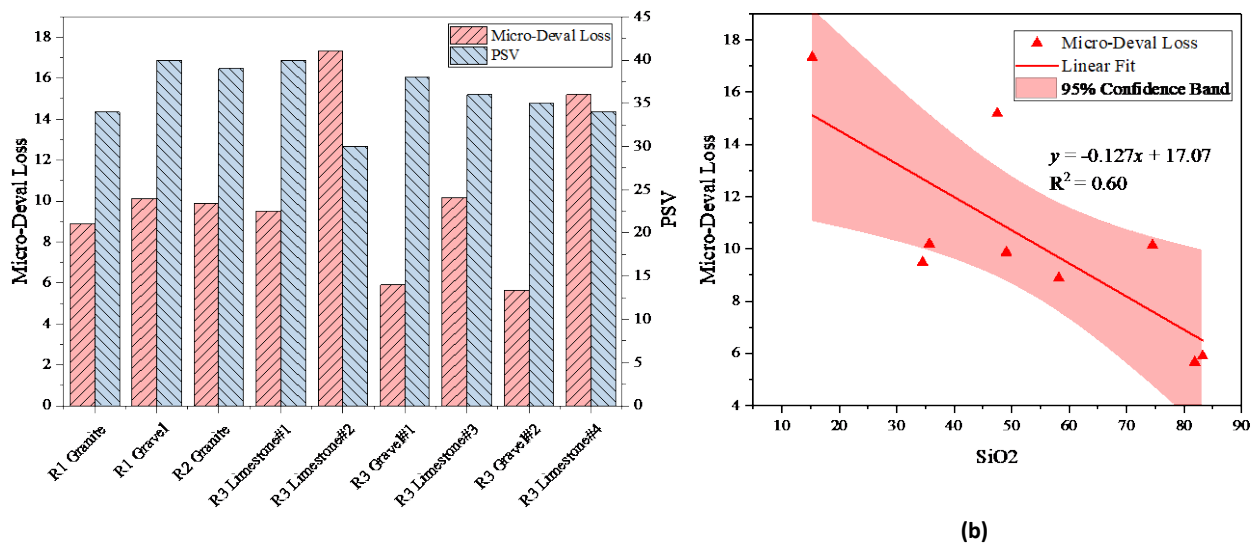 18
16
14
12
10
8
6
4
2
0
Micro-Deval Loss
Micro-Deval Loss
PSV
45
40
35
30
25
20
15
10
5
0
PSV
R1 Granite
R1 Gravel
R2 Granite
R3 Limestone#1
R3 Limestone#2
R3 Gravel#1
R3 Limestone#3
R3 Gravel#2
R3 Limestone#4
18
16
14
12
10
8
6
4
Micro-Deval Loss
Micro-Deval Loss
Linear Fit
95% Confidence Band
y = -0.127x + 17.07
R² = 0.60
10
20
30
40
50
60
70
80
90
SiO2
(b)